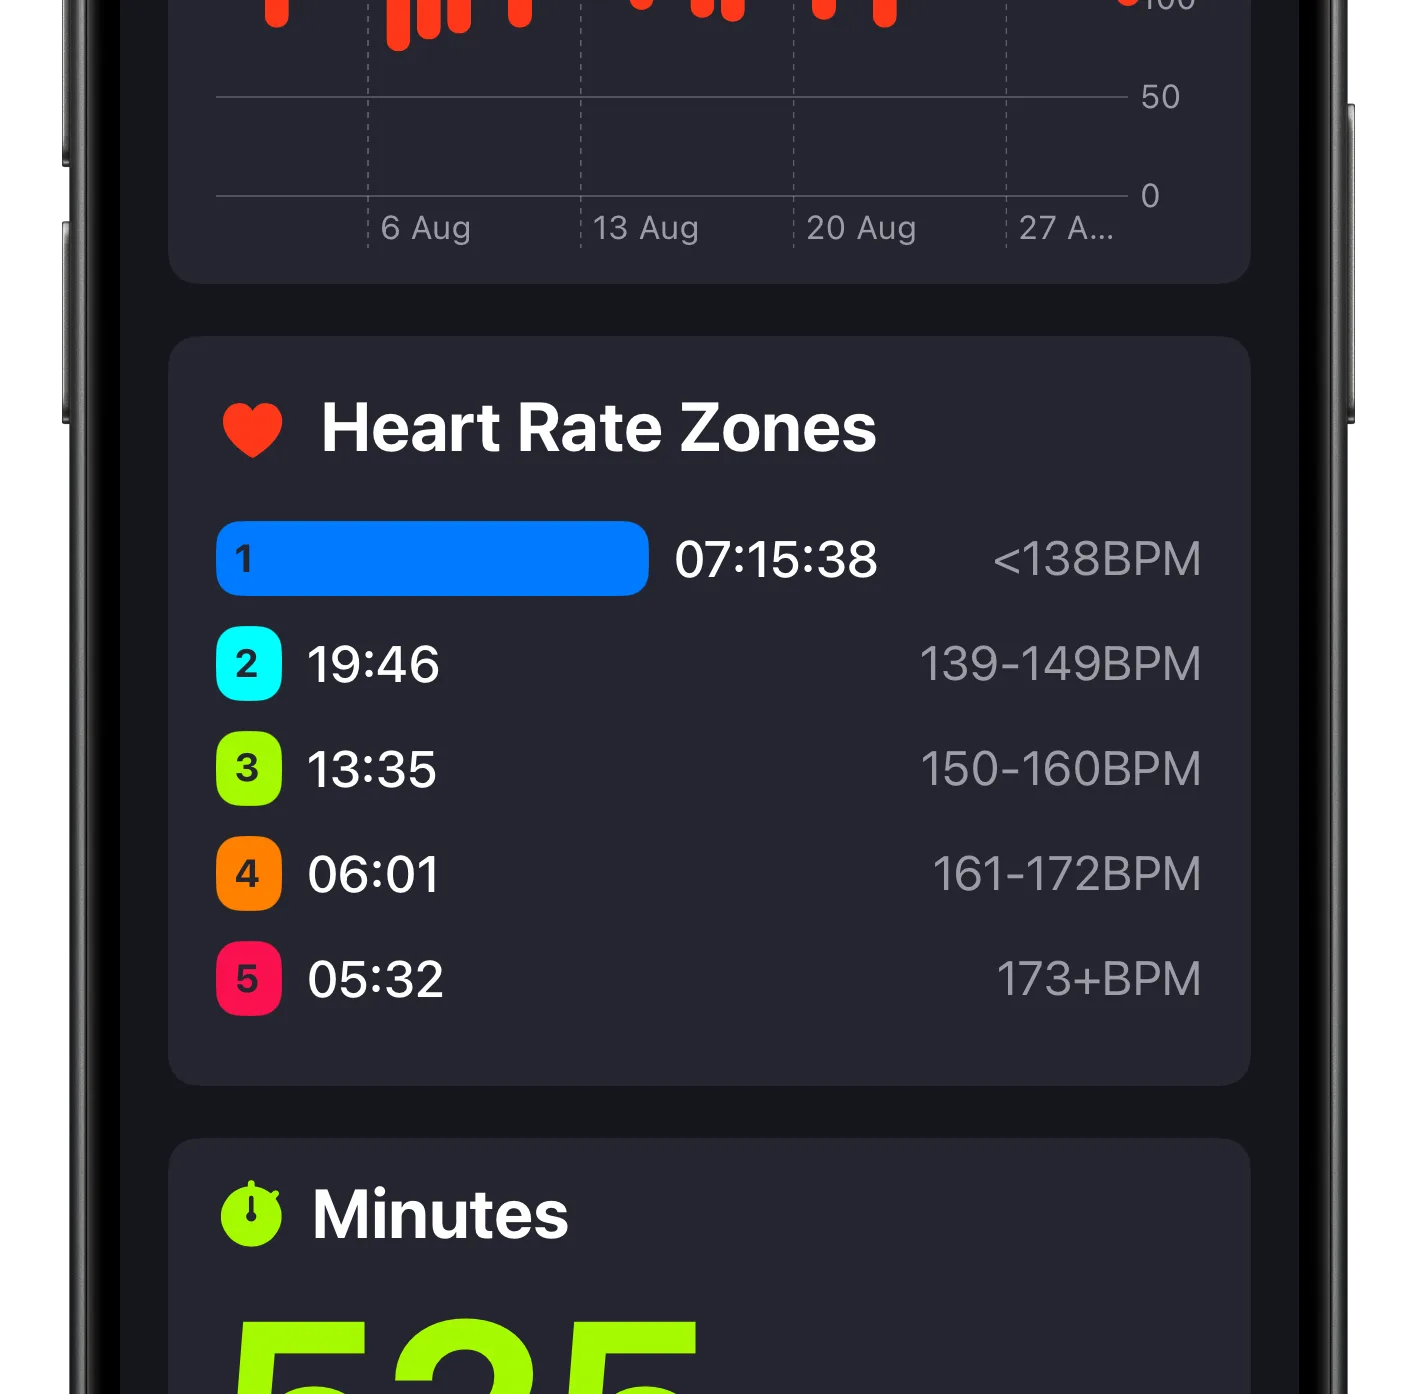 100
50
0
6 Aug 13 Aug 20 Aug 27 A...
Heart Rate Zones
1 07:15:38 <138BPM
2 19:46 139-149BPM
3 13:35 150-160BPM
4 06:01 161-172BPM
5 05:32 173+BPM
Minutes